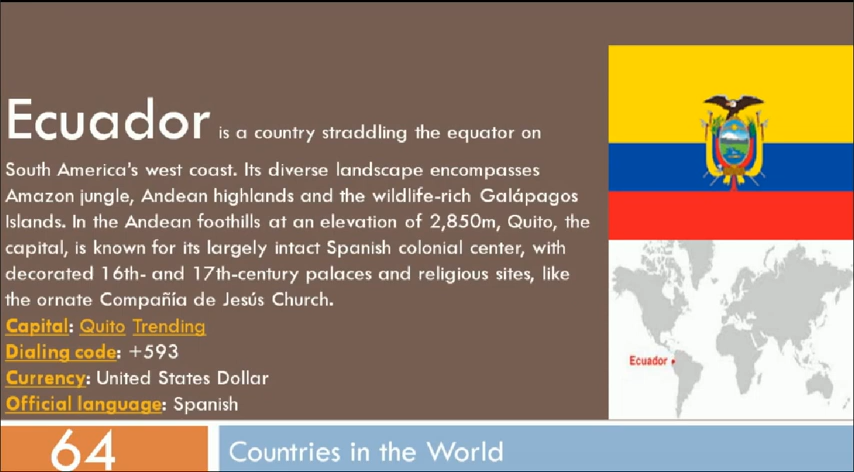 Ecuador is a country straddling the equator on
South America's west coast. Its diverse landscape encompasses
Amazon jungle, Andean highlands and the wildlife-rich Galápagos
Islands. In the Andean foothills at an elevation of 2,850m, Quito, the
capital, is known for its largely intact Spanish colonial center, with
decorated 16th- and 17th-century palaces and religious sites, like
the ornate Compañía de Jesús Church.
Capital: Quito Trending
Dialing code: +593
Currency: United States Dollar
Official language: Spanish
Ecuador
64
Countries in the World